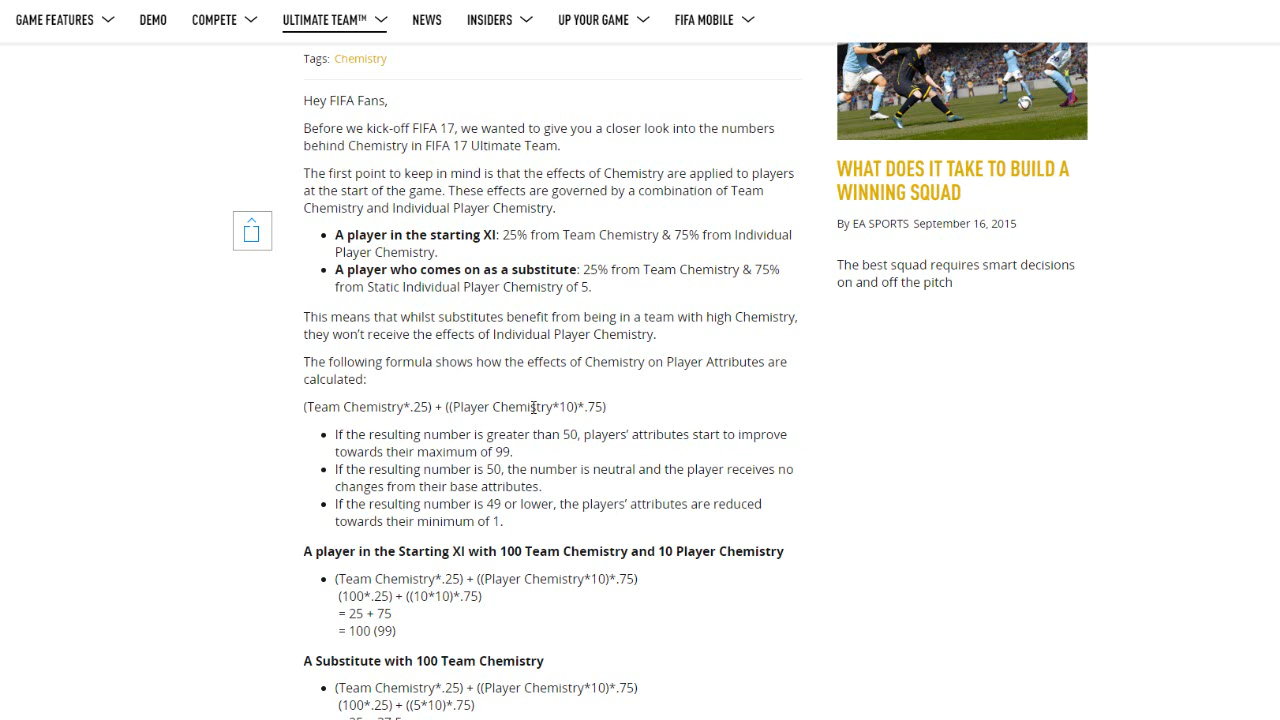 GAME FEATURES DEMO COMPETE ULTIMATE TEAM™ NEWS INSIDERS UP YOUR GAME FIFA MOBILE
Tags: Chemistry
Hey FIFA Fans,
Before we kick-off FIFA 17, we wanted to give you a closer look into the numbers
behind Chemistry in FIFA 17 Ultimate Team.
The first point to keep in mind is that the effects of Chemistry are applied to players
at the start of the game. These effects are governed by a combination of Team
Chemistry and Individual Player Chemistry.
• A player in the starting XI: 25% from Team Chemistry & 75% from Individual
Player Chemistry.
• A player who comes on as a substitute: 25% from Team Chemistry & 75%
from Static Individual Player Chemistry of 5.
This means that whilst substitutes benefit from being in a team with high Chemistry,
they won't receive the effects of Individual Player Chemistry.
The following formula shows how the effects of Chemistry on Player Attributes are
calculated:
(Team Chemistry*.25) + ((Player Chemistry*10)*.75)
• If the resulting number is greater than 50, players' attributes start to improve
towards their maximum of 99.
• If the resulting number is 50, the number is neutral and the player receives no
changes from their base attributes.
• If the resulting number is 49 or lower, the players' attributes are reduced
towards their minimum of 1.
A player in the Starting XI with 100 Team Chemistry and 10 Player Chemistry
• (Team Chemistry*.25) + ((Player Chemistry*10)*.75)
(100*.25) + ((10*10)*.75)
= 25 + 75
= 100 (99)
A Substitute with 100 Team Chemistry
• (Team Chemistry*.25) + ((Player Chemistry*10)*.75)
(100*.25) + ((5*10)*.75)
WHAT DOES IT TAKE TO BUILD A
WINNING SQUAD
By EA SPORTS September 16, 2015
The best squad requires smart decisions
on and off the pitch